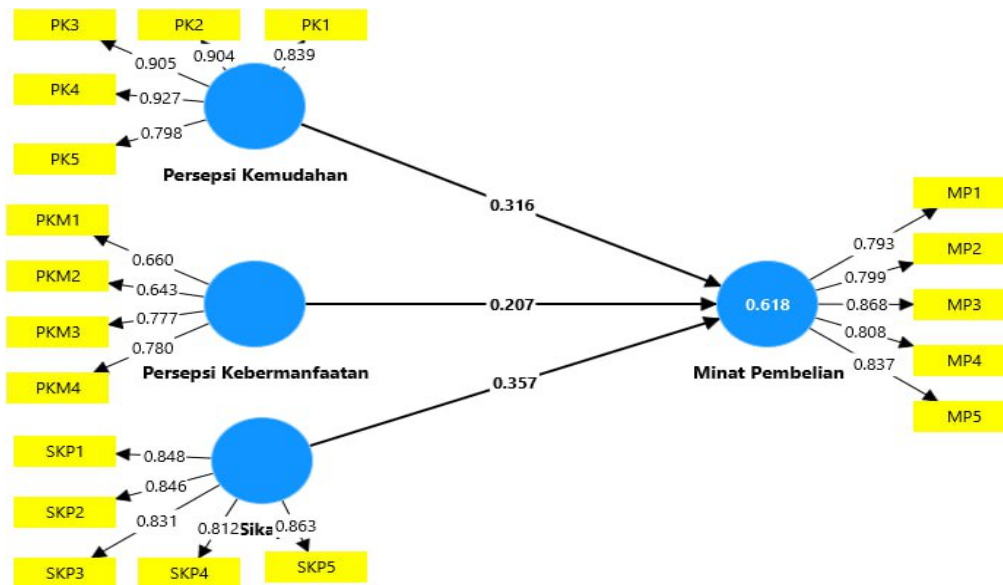 PK3 PK2 PK1
0.905 0.904 0.839
PK4
0.927
PK5
0.798
Persepsi Kemudahan
0.316
PKM1
0.660
PKM2
0.643
PKM3
0.777
PKM4
0.780
Persepsi Kebermanfaatan
0.207
SKP1
0.848
SKP2
0.846
SKP3
0.831
SKP4
0.812
SKP5
0.863
0.357
0.618
Minat Pembelian
MP1
0.793
MP2
0.799
MP3
0.868
MP4
0.808
MP5
0.837